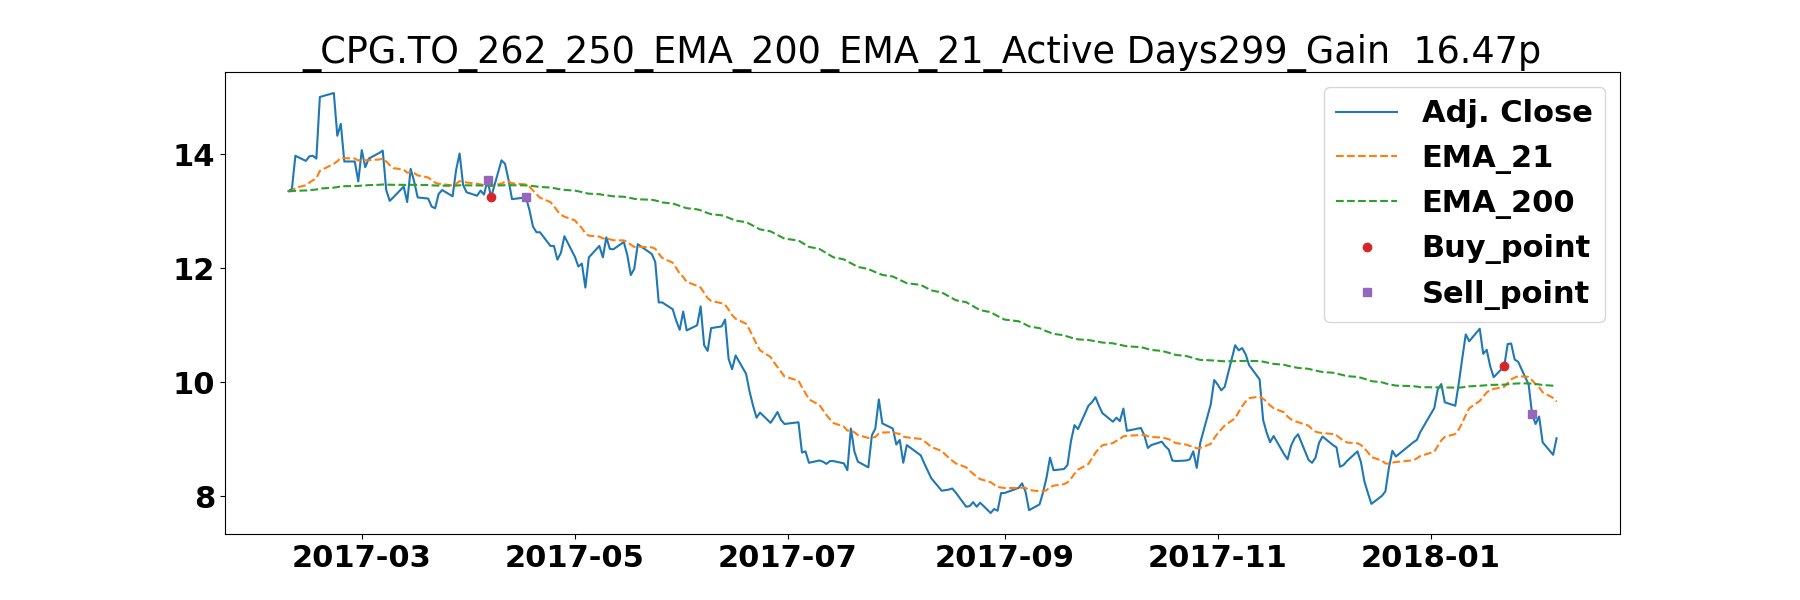 _CPG.TO_262_250_EMA_200_EMA_21_Active Days299_Gain  16.47p
Adj. Close
EMA_21
EMA_200
Buy_point
Sell_point
14
12
10
8
2017-03 2017-05 2017-07 2017-09 2017-11 2018-01